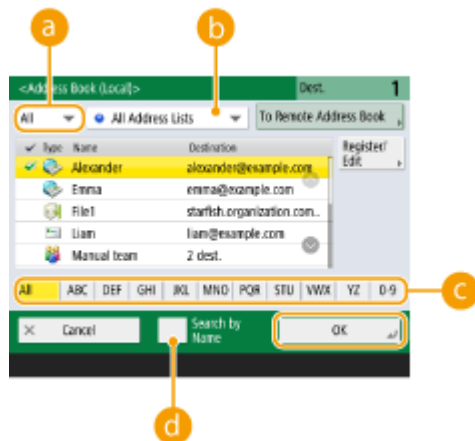 a
b
<Address Book (Local)> Dest. 1
All All Address Lists To Remote Address Book
Type Name Destination Register/
Edit
Alexander alexander@example.com
Emma emma@example.com
File1 starfish.organization.com..
Liam liam@example.com
Manual team 2 dest.
All ABC DEF GHI JKL MNO PQR STU VWX YZ 0-9
c
Cancel Search by
Name OK
d